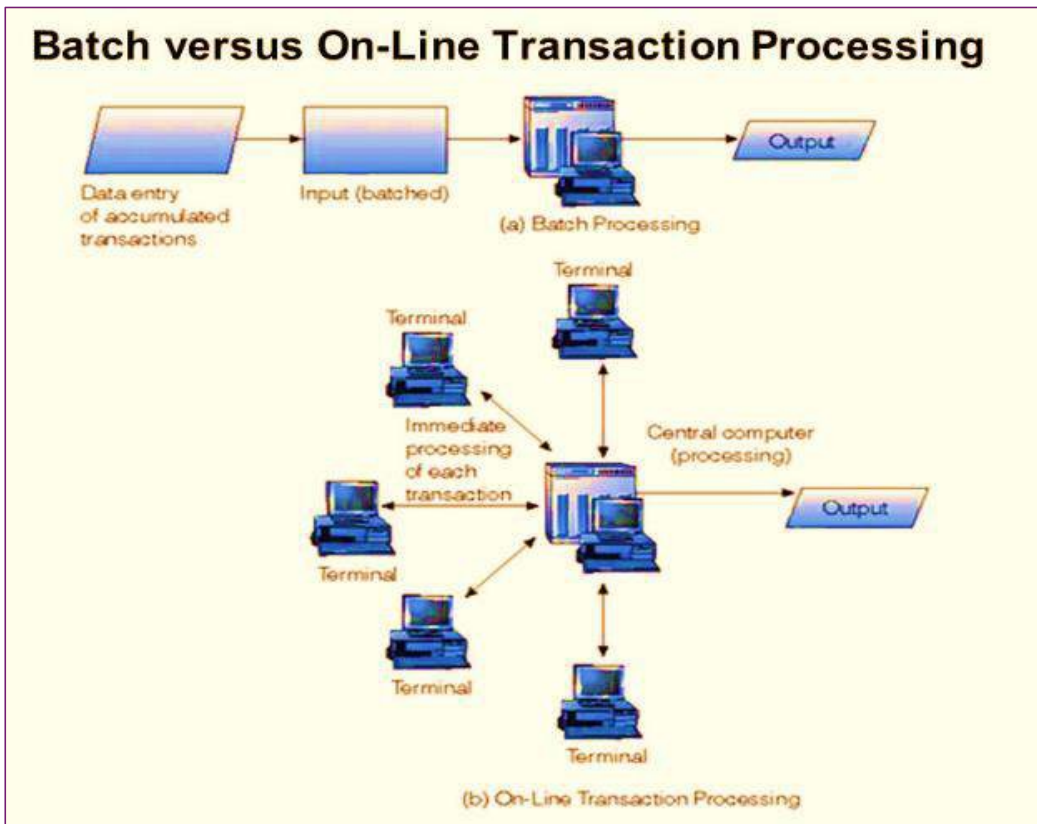 Batch versus On-Line Transaction Processing
Output
Data entry
of accumulated
transactions
Input (batched)
(a) Batch Processing
Terminal
Terminal
Immediate
processing
of each
transaction
Central computer
(processing)
Output
Terminal
Terminal
Terminal
(b) On-Line Transaction Processing